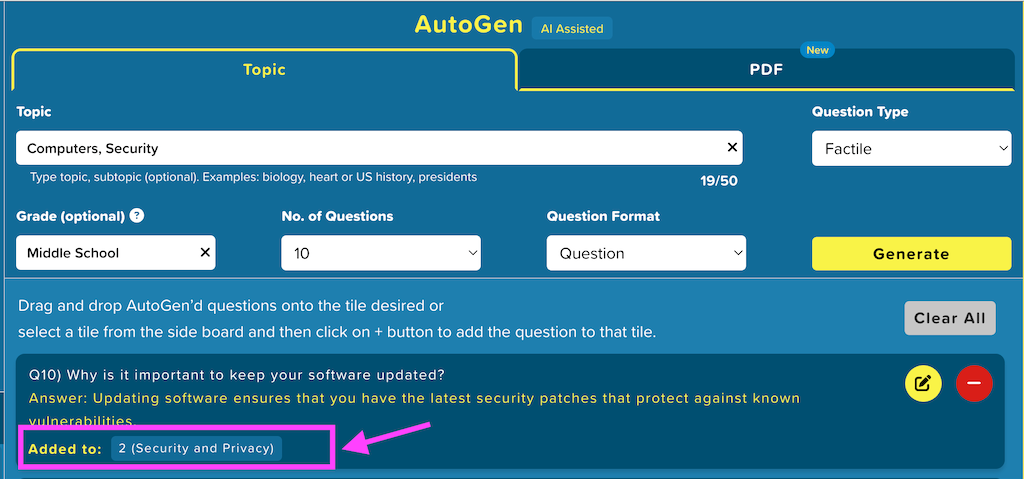 AutoGen AI Assisted
New
Topic PDF
Topic Question Type
Computers, Security × Factile
Type topic, subtopic (optional). Examples: biology, heart or US history, presidents 19/50
Grade (optional) ? No. of Questions Question Format
Middle School × 10 Question Generate
Drag and drop AutoGen’d questions onto the tile desired or
select a tile from the side board and then click on + button to add the question to that tile. Clear All
Q10) Why is it important to keep your software updated?
Answer: Updating software ensures that you have the latest security patches that protect against known
vulnerabilities.
Added to: 2 (Security and Privacy)